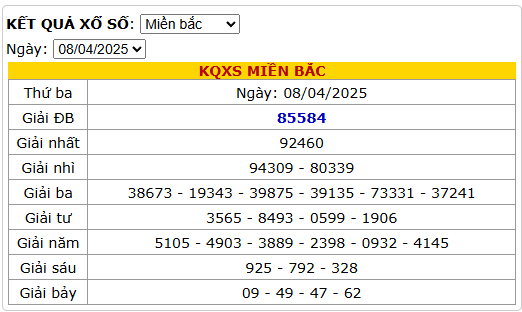 KẾT QUẢ XỔ SỐ: Miền bắc
Ngày: 08/04/2025
KQXS MIỀN BẮC
Thứ ba Ngày: 08/04/2025
Giải ĐB 85584
Giải nhất 92460
Giải nhì 94309 - 80339
Giải ba 38673 - 19343 - 39875 - 39135 - 73331 - 37241
Giải tư 3565 - 8493 - 0599 - 1906
Giải năm 5105 - 4903 - 3889 - 2398 - 0932 - 4145
Giải sáu 925 - 792 - 328
Giải bảy 09 - 49 - 47 - 62